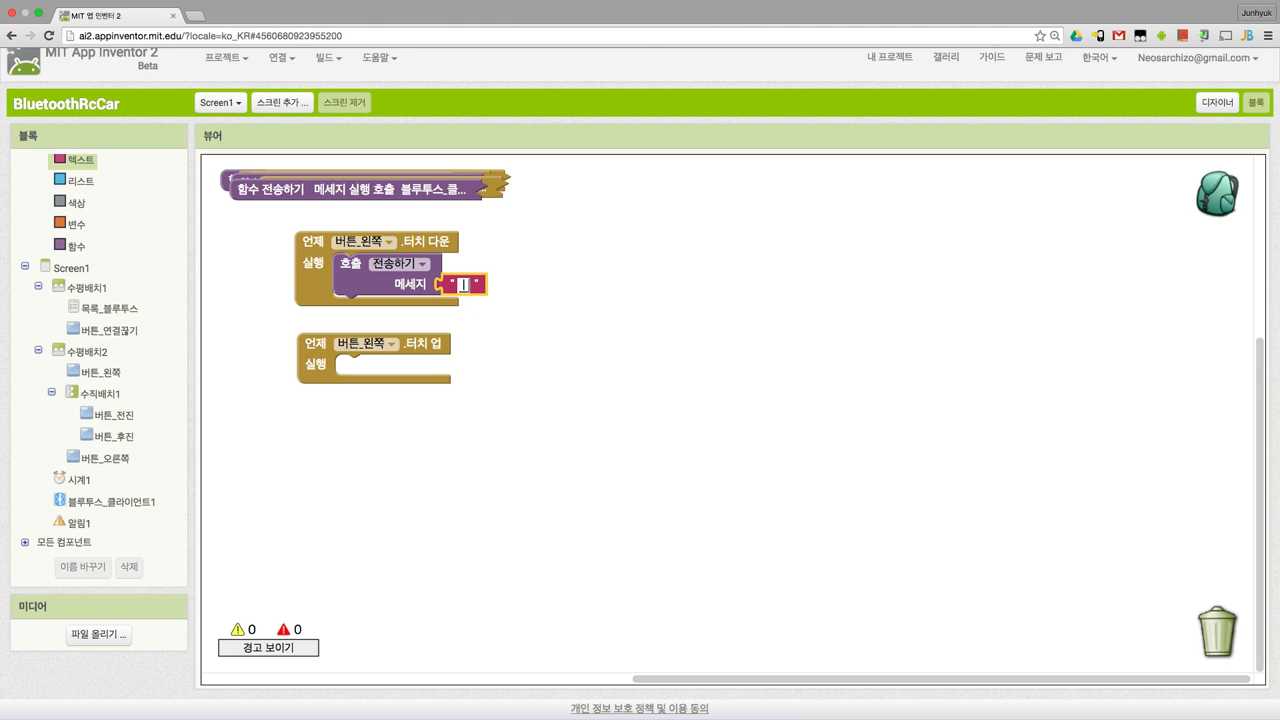 Junhyuk
MIT 앱 인벤터 2
ai2.appinventor.mit.edu/?locale=ko_KR#4560680923955200
MIT App Inventor 2
Beta
프로젝트 연결 빌드 도움말 내 프로젝트 갤러리 가이드 문제 보고 한국어 Neosarchizo@gmail.com
BluetoothRcCar Screen1 스크린 추가 ... 스크린 제거 디자이너 블록
블록 뷰어
텍스트
리스트
색상
변수
함수
Screen1
수평배치1
목록_블루투스
버튼_연결끊기
수평배치2
버튼_왼쪽
수직배치1
버튼_전진
버튼_후진
버튼_오른쪽
시계1
블루투스_클라이언트1
알림1
모든 컴포넌트
이름 바꾸기 삭제
미디어
파일 올리기 ...
함수 전송하기 메세지 실행 호출 블루투스_클...
언제 버튼_왼쪽 .터치 다운
실행 호출 전송하기
메세지 " "
언제 버튼_왼쪽 .터치 업
실행
0 0
경고 보이기
개인 정보 보호 정책 및 이용 동의